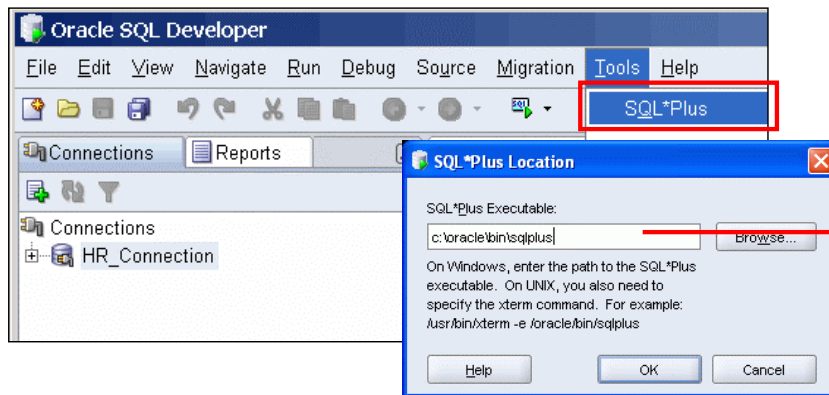 Oracle SQL Developer
File Edit View Navigate Run Debug Source Migration Tools Help
SQL*Plus
Connections Reports
Connections
HR_Connection
SQL*Plus Location
SQL*Plus Executable:
c:\oracle\bin\sqlplus Browse...
On Windows, enter the path to the SQL*Plus
executable. On UNIX, you also need to
specify the xterm command. For example:
/usr/bin/xterm -e /oracle/bin/sqlplus
Help OK Cancel